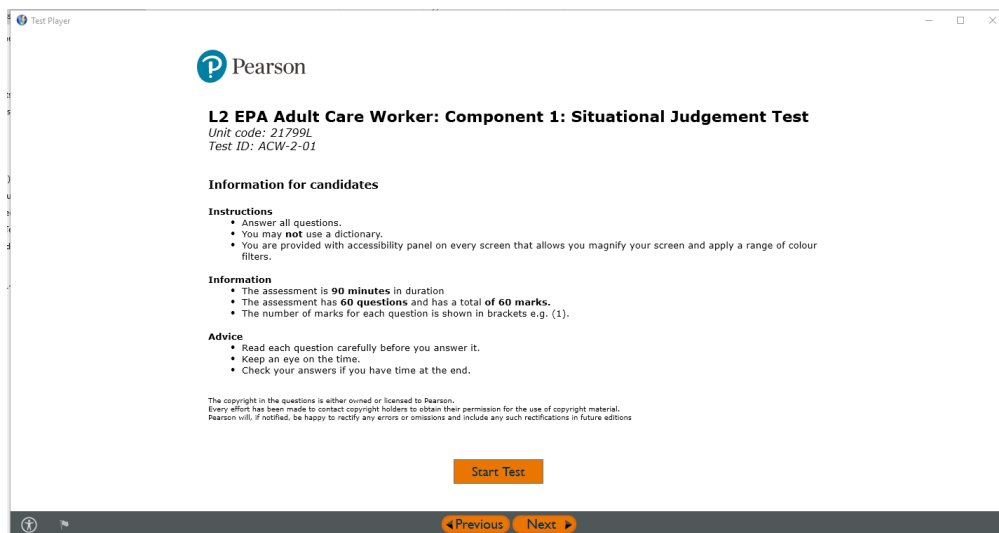 Test Player
Pearson
L2 EPA Adult Care Worker: Component 1: Situational Judgement Test
Unit code: 21799L
Test ID: ACW-2-01
Information for candidates
Instructions
• Answer all questions.
• You may not use a dictionary.
• You are provided with accessibility panel on every screen that allows you magnify your screen and apply a range of colour
filters.
Information
• The assessment is 90 minutes in duration
• The assessment has 60 questions and has a total of 60 marks.
• The number of marks for each question is shown in brackets e.g. (1).
Advice
• Read each question carefully before you answer it.
• Keep an eye on the time.
• Check your answers if you have time at the end.
The copyright in the questions is either owned or licensed to Pearson.
Every effort has been made to contact copyright holders to obtain their permission for the use of copyright material.
Pearson will, if notified, be happy to rectify any errors or omissions and include any such rectifications in future editions
Start Test
Previous Next